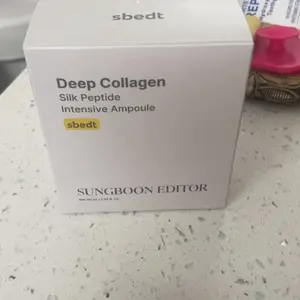 sbedt
Deep Collagen
Silk Peptide
Intensive Ampoule
sbedt
SUNGBOON EDITOR